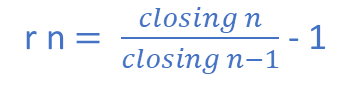 r n = closing n / closing n−1 - 1